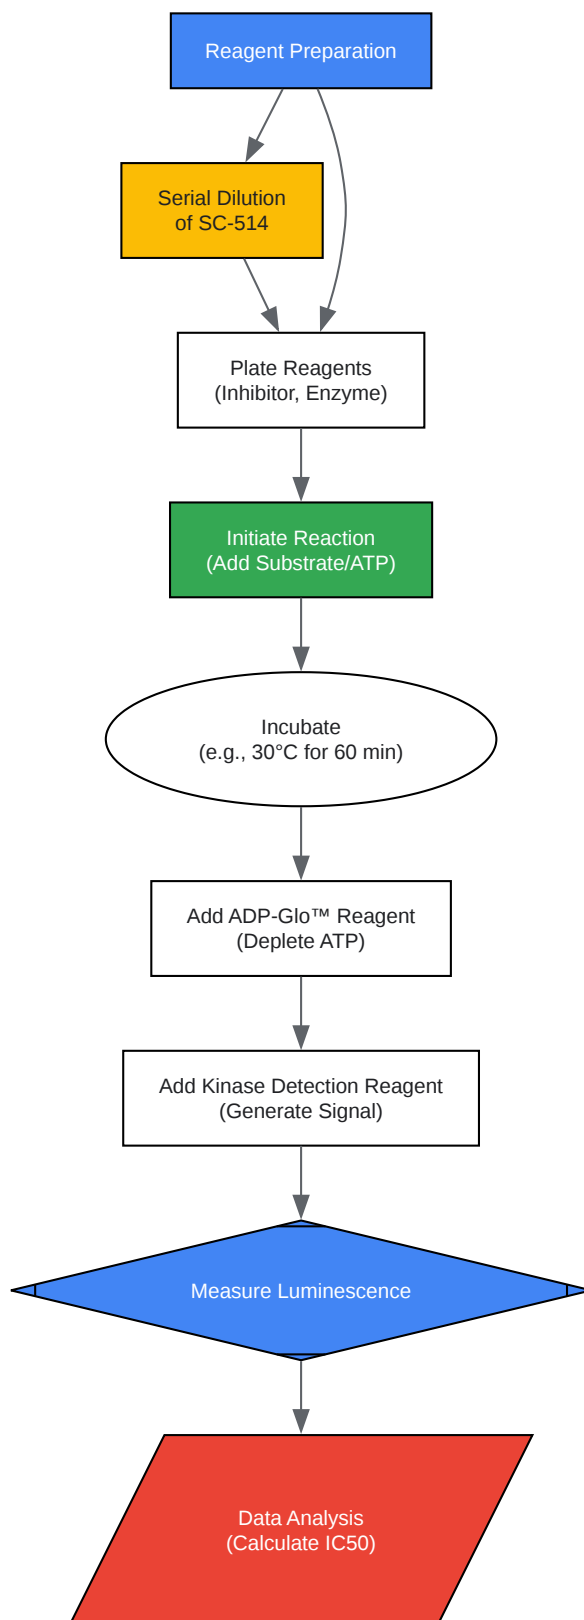 Reagent Preparation
Serial Dilution
of SC-514
Plate Reagents
(Inhibitor, Enzyme)
Initiate Reaction
(Add Substrate/ATP)
Incubate
(e.g., 30°C for 60 min)
Add ADP-Glo™ Reagent
(Deplete ATP)
Add Kinase Detection Reagent
(Generate Signal)
Measure Luminescence
Data Analysis
(Calculate IC50)